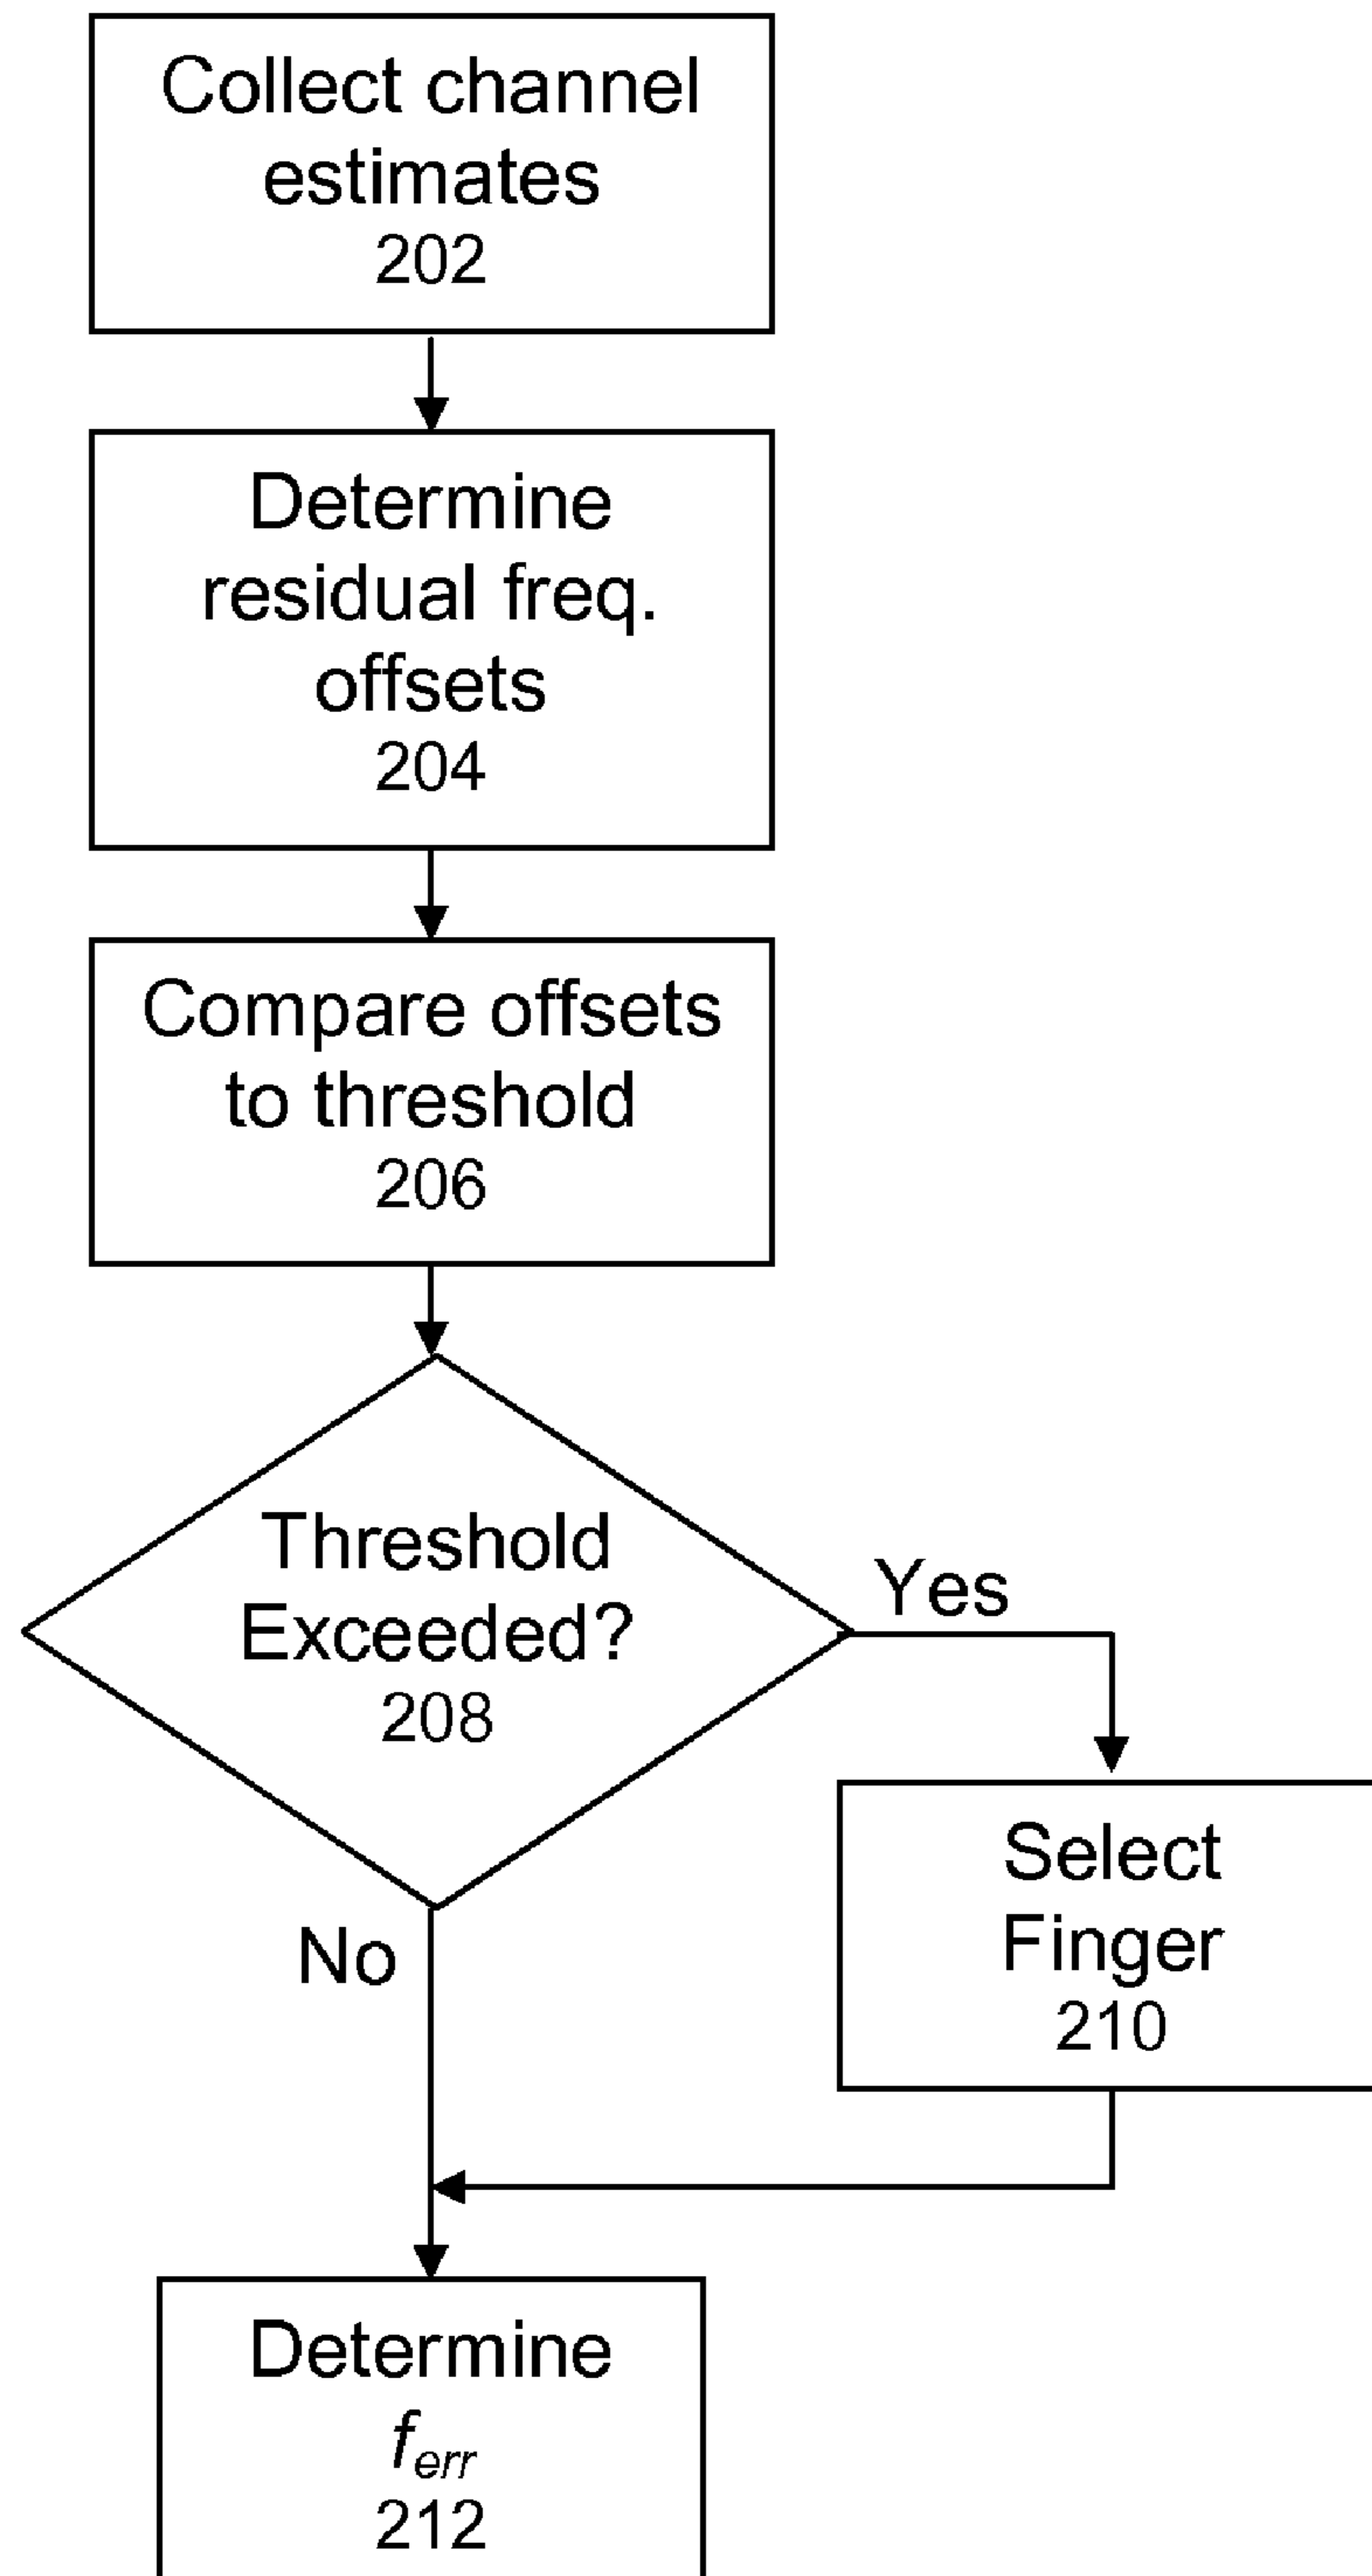 Collect channel
estimates
202
Determine
residual freq.
offsets
204
Compare offsets
to threshold
206
Threshold
Exceeded?
208
Yes
Select
Finger
210
No
Determine
f_err
212